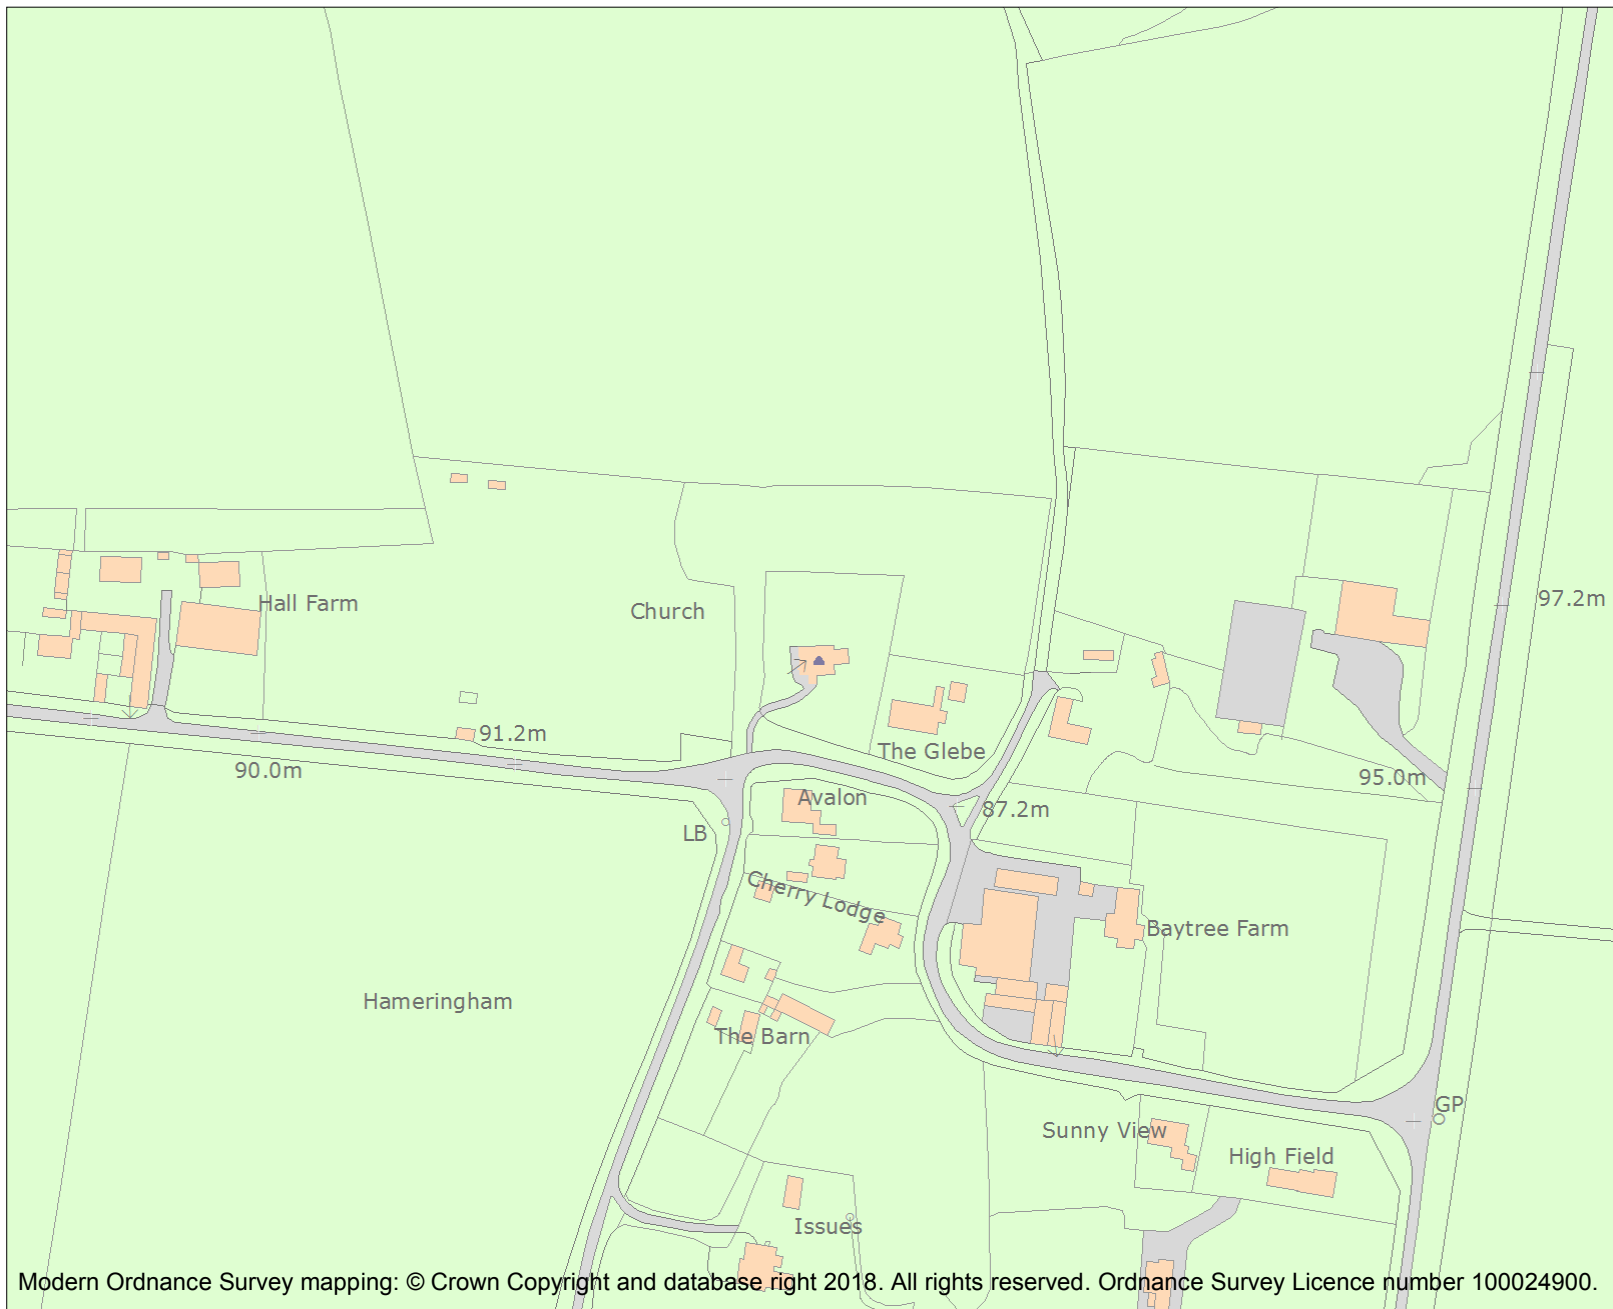 97.2m
Hall Farm
Church
91.2m
The Glebe
90.0m
95.0m
Avalon
87.2m
LB
Cherry Lodge
Baytree Farm
Hameringham
The Barn
GP
Sunny View
High Field
Issues
Modern Ordnance Survey mapping: © Crown Copyright and database right 2018. All rights reserved. Ordnance Survey Licence number 100024900.